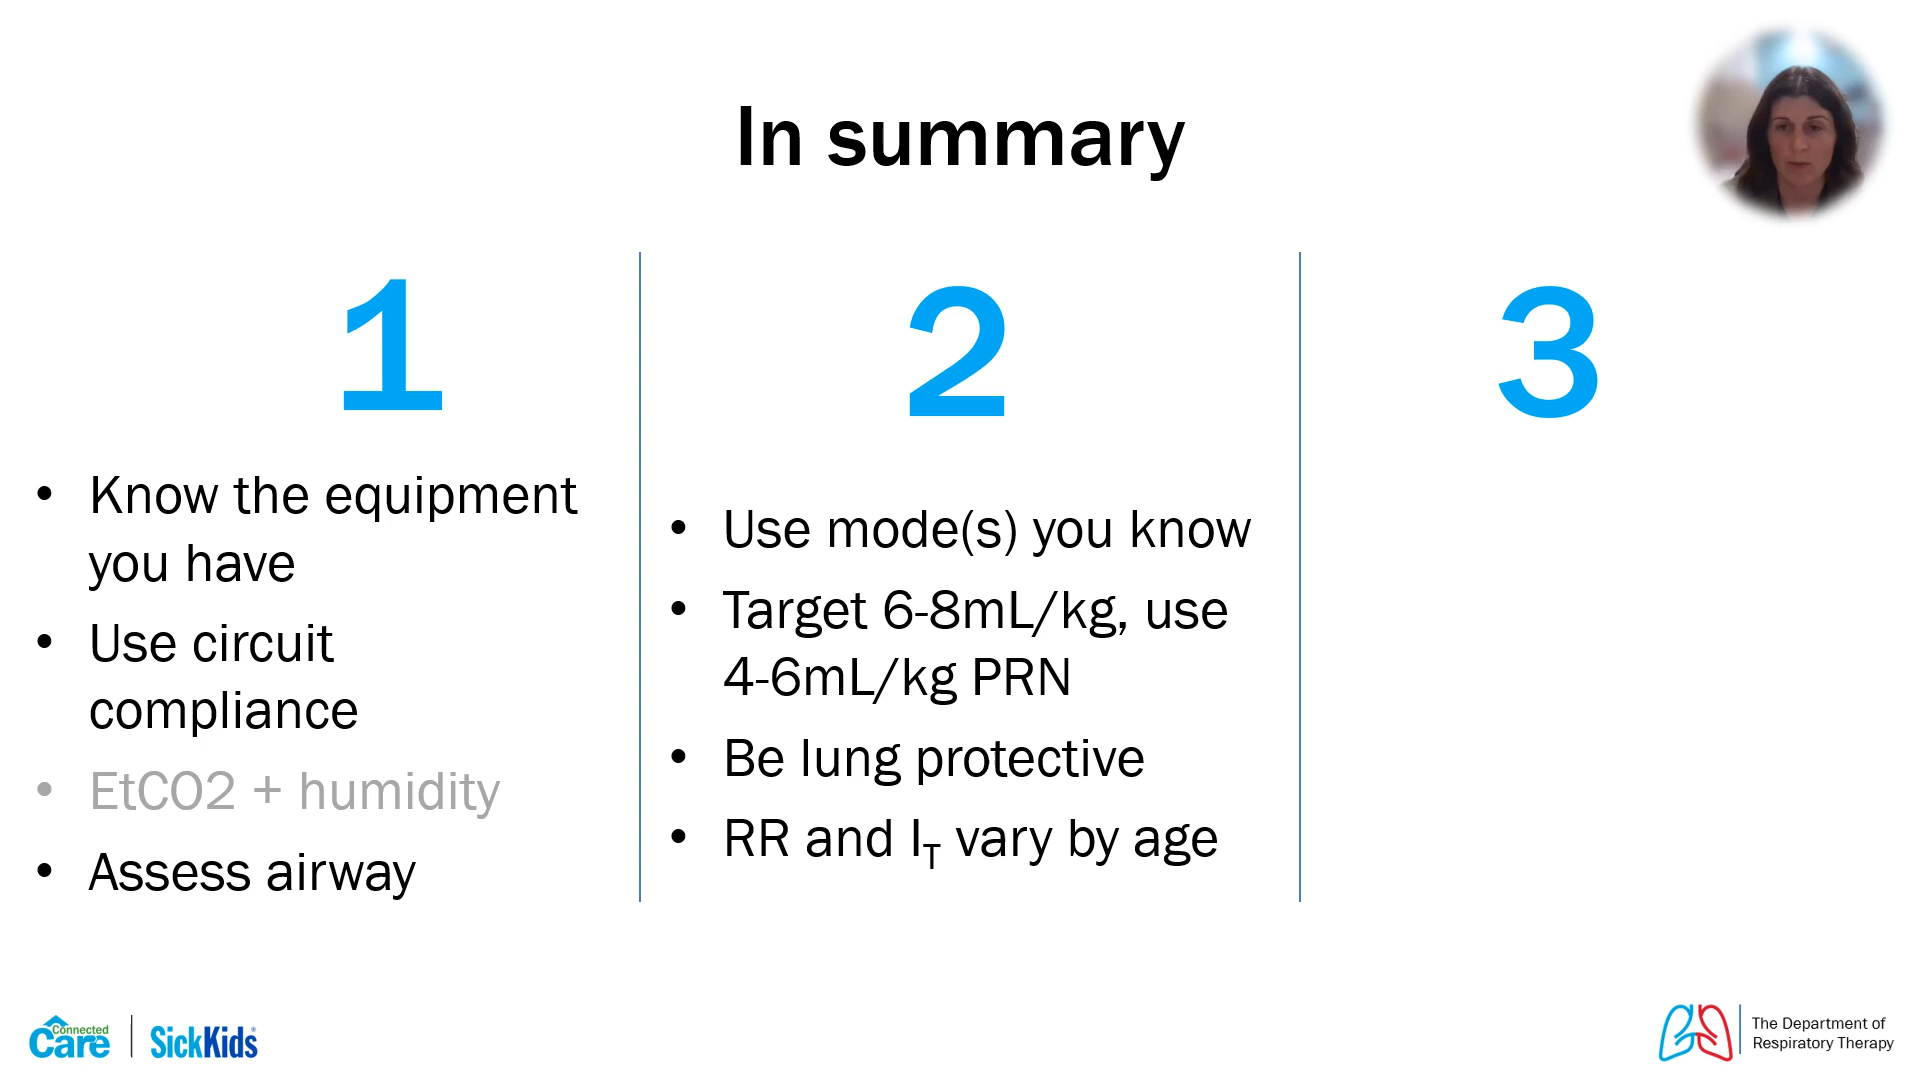 In summary
1
• Know the equipment
you have
• Use circuit
compliance
• EtCO2 + humidity
• Assess airway
2
• Use mode(s) you know
• Target 6-8mL/kg, use
4-6mL/kg PRN
• Be lung protective
• RR and IT vary by age
3
Connected
Care
SickKids
The Department of
Respiratory Therapy